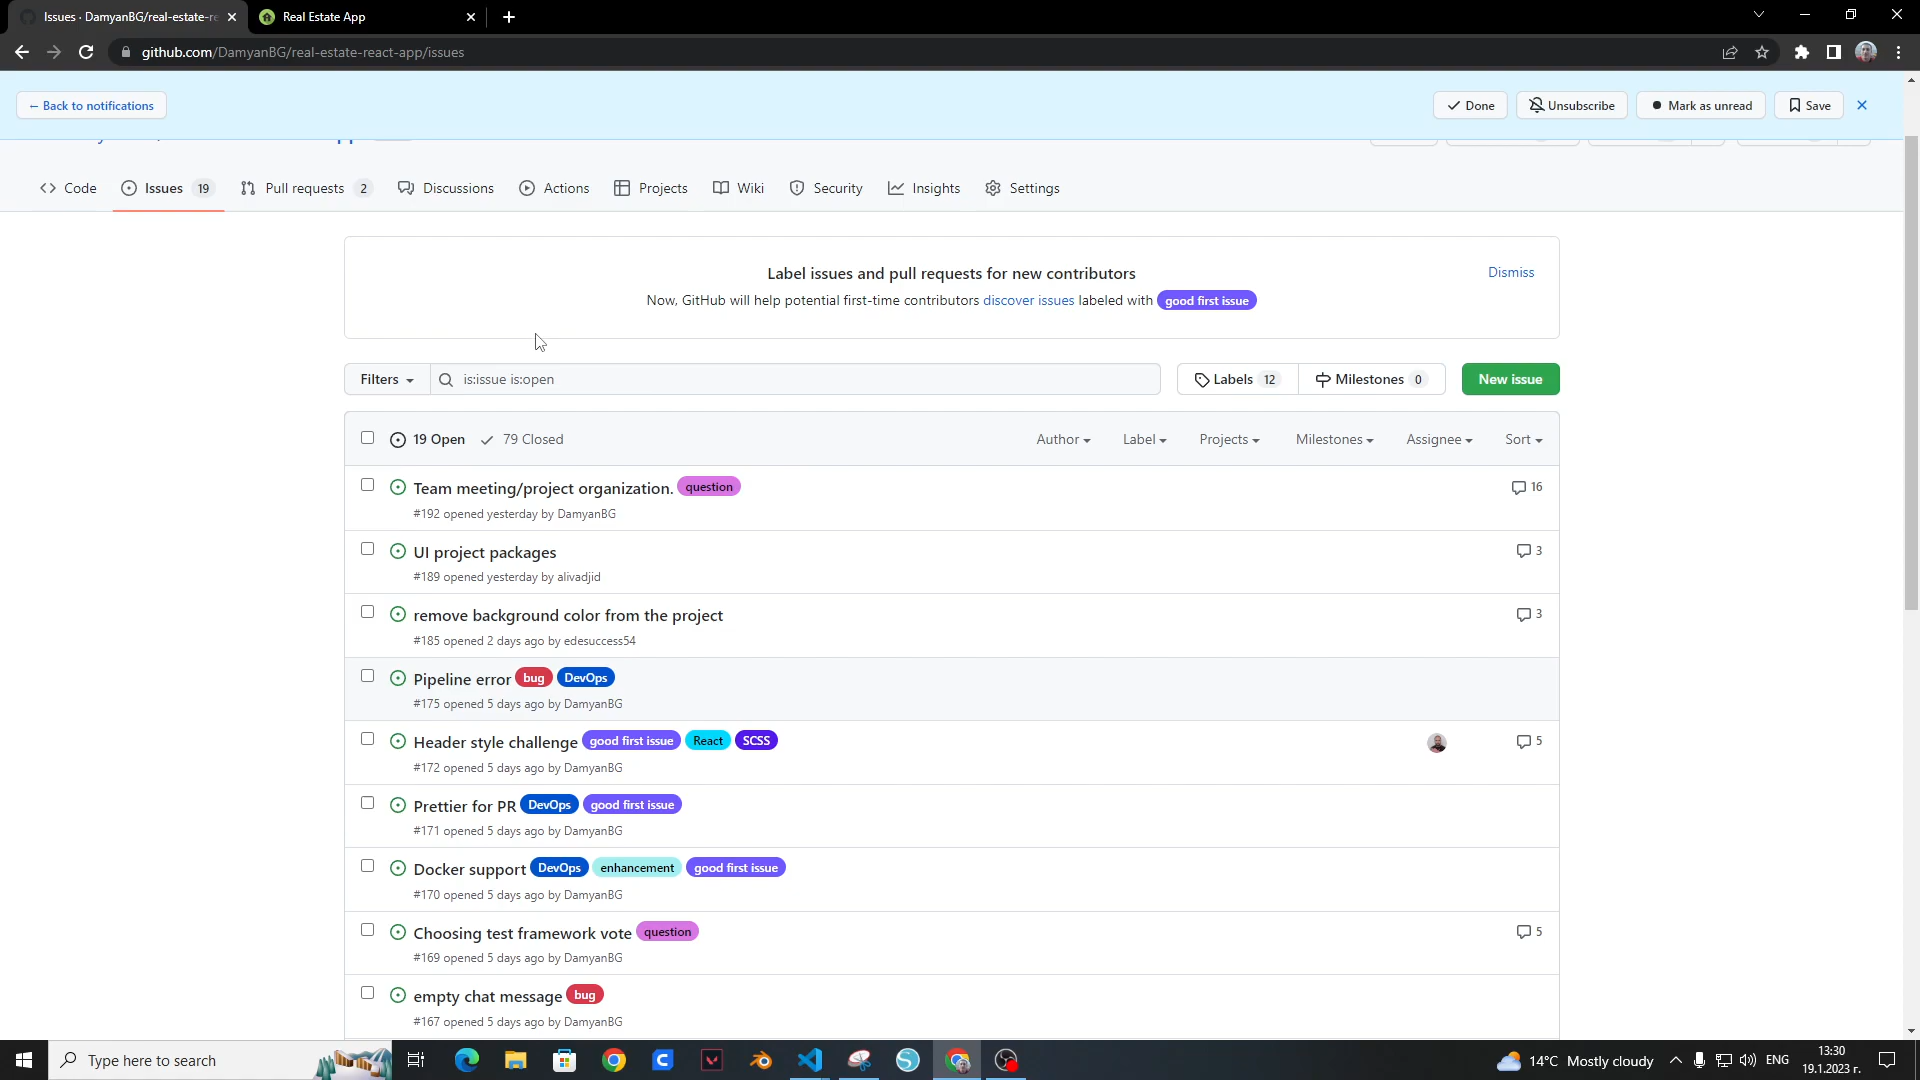 Issues · DamyanBG/real-estate-re
Real Estate App
github.com/DamyanBG/real-estate-react-app/issues
← Back to notifications
Done
Unsubscribe
Mark as unread
Save
Code
Issues 19
Pull requests 2
Discussions
Actions
Projects
Wiki
Security
Insights
Settings
Label issues and pull requests for new contributors
Dismiss
Now, GitHub will help potential first-time contributors discover issues labeled with good first issue
Filters
is:issue is:open
Labels 12
Milestones 0
New issue
19 Open
79 Closed
Author
Label
Projects
Milestones
Assignee
Sort
Team meeting/project organization. question
16
#192 opened yesterday by DamyanBG
UI project packages
3
#189 opened yesterday by alivadjid
remove background color from the project
3
#185 opened 2 days ago by edesuccess54
Pipeline error bug DevOps
#175 opened 5 days ago by DamyanBG
Header style challenge good first issue React SCSS
5
#172 opened 5 days ago by DamyanBG
Prettier for PR DevOps good first issue
#171 opened 5 days ago by DamyanBG
Docker support DevOps enhancement good first issue
#170 opened 5 days ago by DamyanBG
Choosing test framework vote question
5
#169 opened 5 days ago by DamyanBG
empty chat message bug
#167 opened 5 days ago by DamyanBG
Type here to search
14°C Mostly cloudy
ENG
13:30
19.1.2023 г.